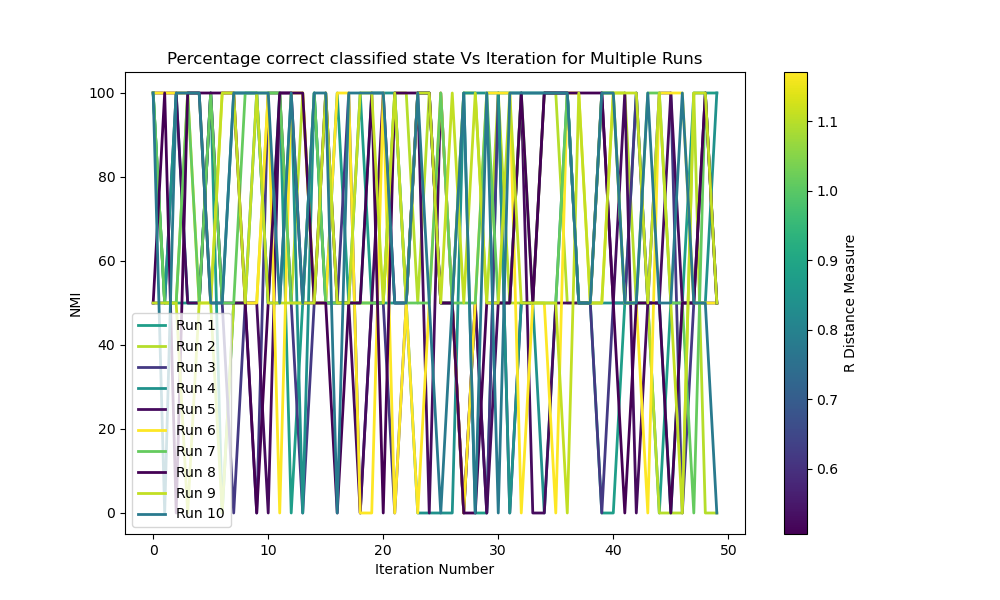 Percentage correct classified state Vs Iteration for Multiple Runs
NMI
100
80
60
40
20
0
0
10
20
30
40
50
Iteration Number
Run 1
Run 2
Run 3
Run 4
Run 5
Run 6
Run 7
Run 8
Run 9
Run 10
1.1
1.0
0.9
0.8
0.7
0.6
R Distance Measure